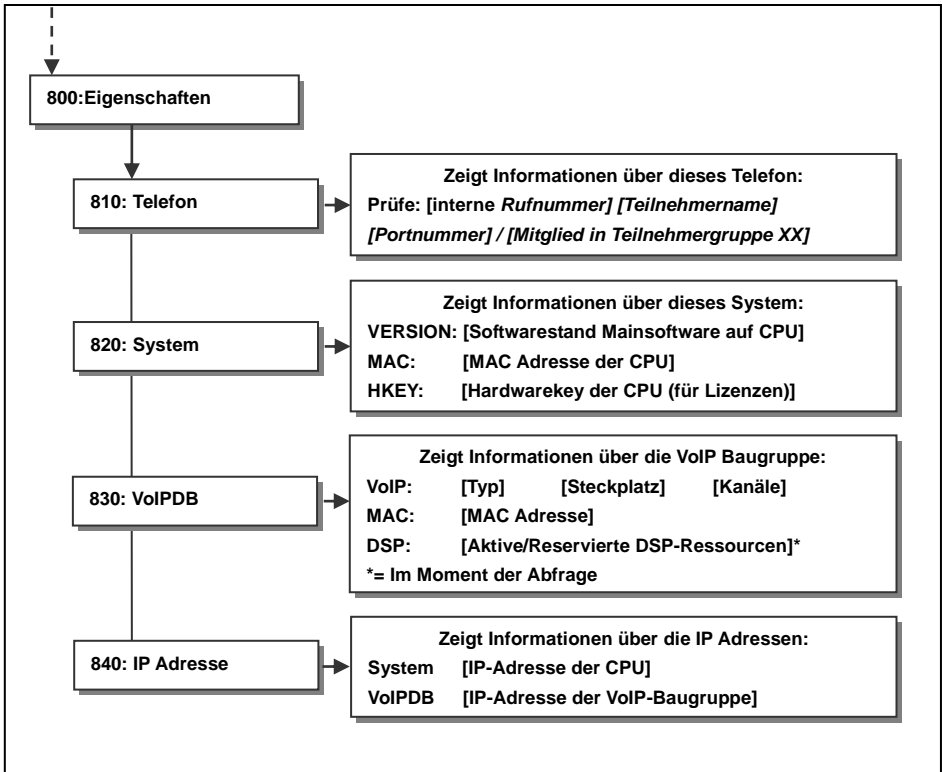 800:Eigenschaften
810: Telefon
Zeigt Informationen über dieses Telefon:
Prüfe: [interne Rufnummer] [Teilnehmername]
[Portnummer] / [Mitglied in Teilnehmergruppe XX]
820: System
Zeigt Informationen über dieses System:
VERSION: [Softwarestand Mainsoftware auf CPU]
MAC: [MAC Adresse der CPU]
HKEY: [Hardwarekey der CPU (für Lizenzen)]
830: VoIPDB
Zeigt Informationen über die VoIP Baugruppe:
VoIP: [Typ] [Steckplatz] [Kanäle]
MAC: [MAC Adresse]
DSP: [Aktive/Reservierte DSP-Ressourcen]*
*= Im Moment der Abfrage
840: IP Adresse
Zeigt Informationen über die IP Adressen:
System [IP-Adresse der CPU]
VoIPDB [IP-Adresse der VoIP-Baugruppe]